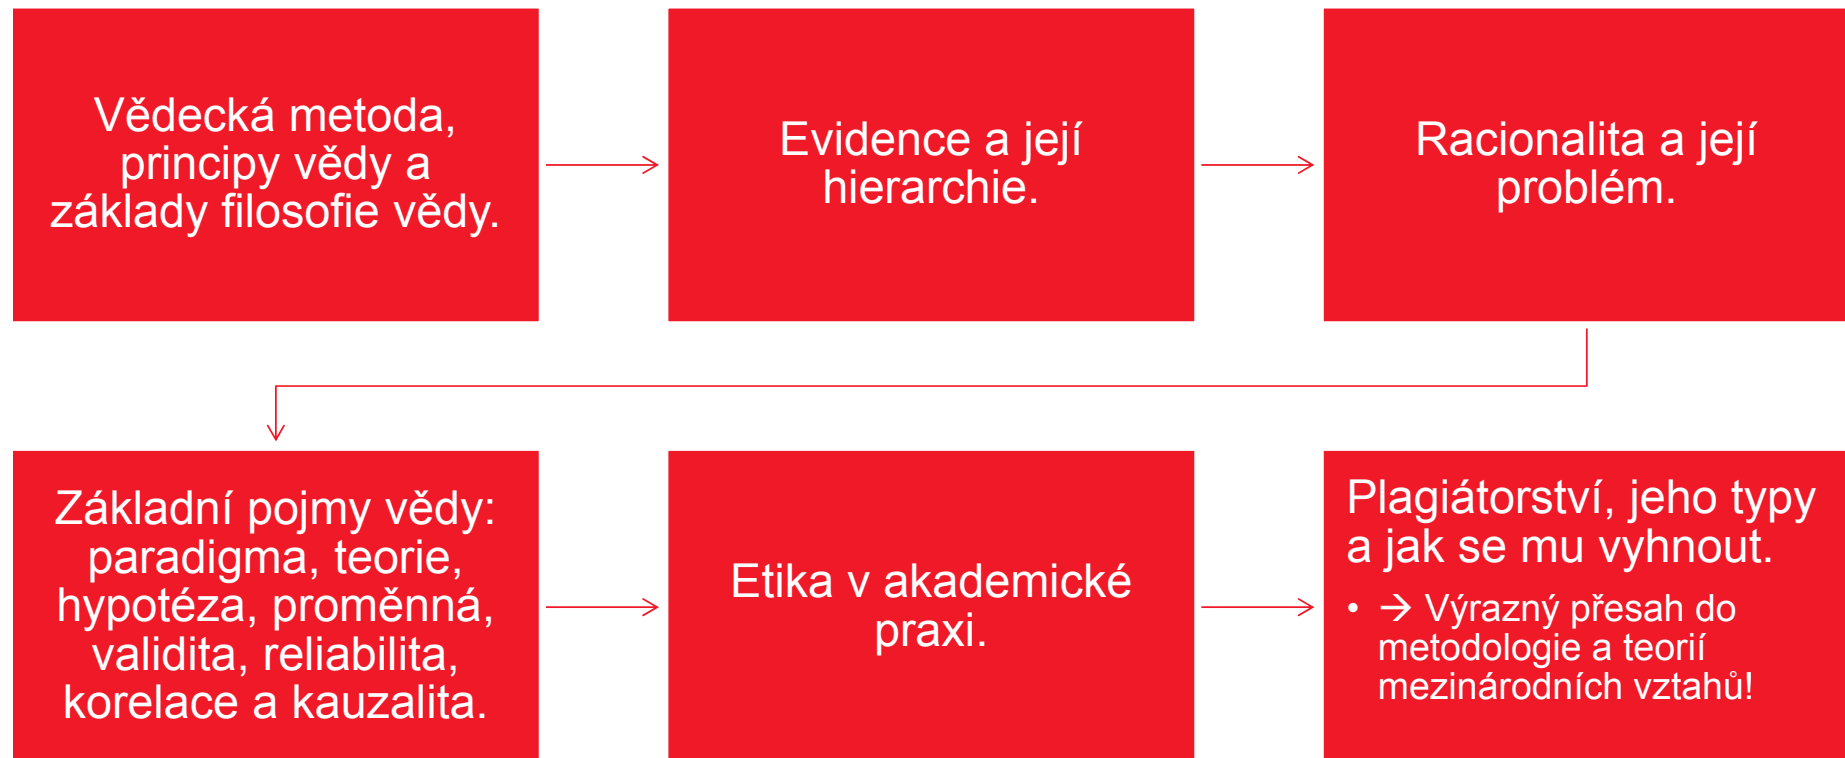 Vědecká metoda,
principy vědy a
základy filosofie vědy.
Evidence a její
hierarchie.
Racionalita a její
problém.
Základní pojmy vědy:
paradigma, teorie,
hypotéza, proměnná,
validita, reliabilita,
korelace a kauzalita.
Etika v akademické
praxi.
Plagiátorství, jeho typy
a jak se mu vyhnout.
• → Výrazný přesah do
metodologie a teorií
mezinárodních vztahů!